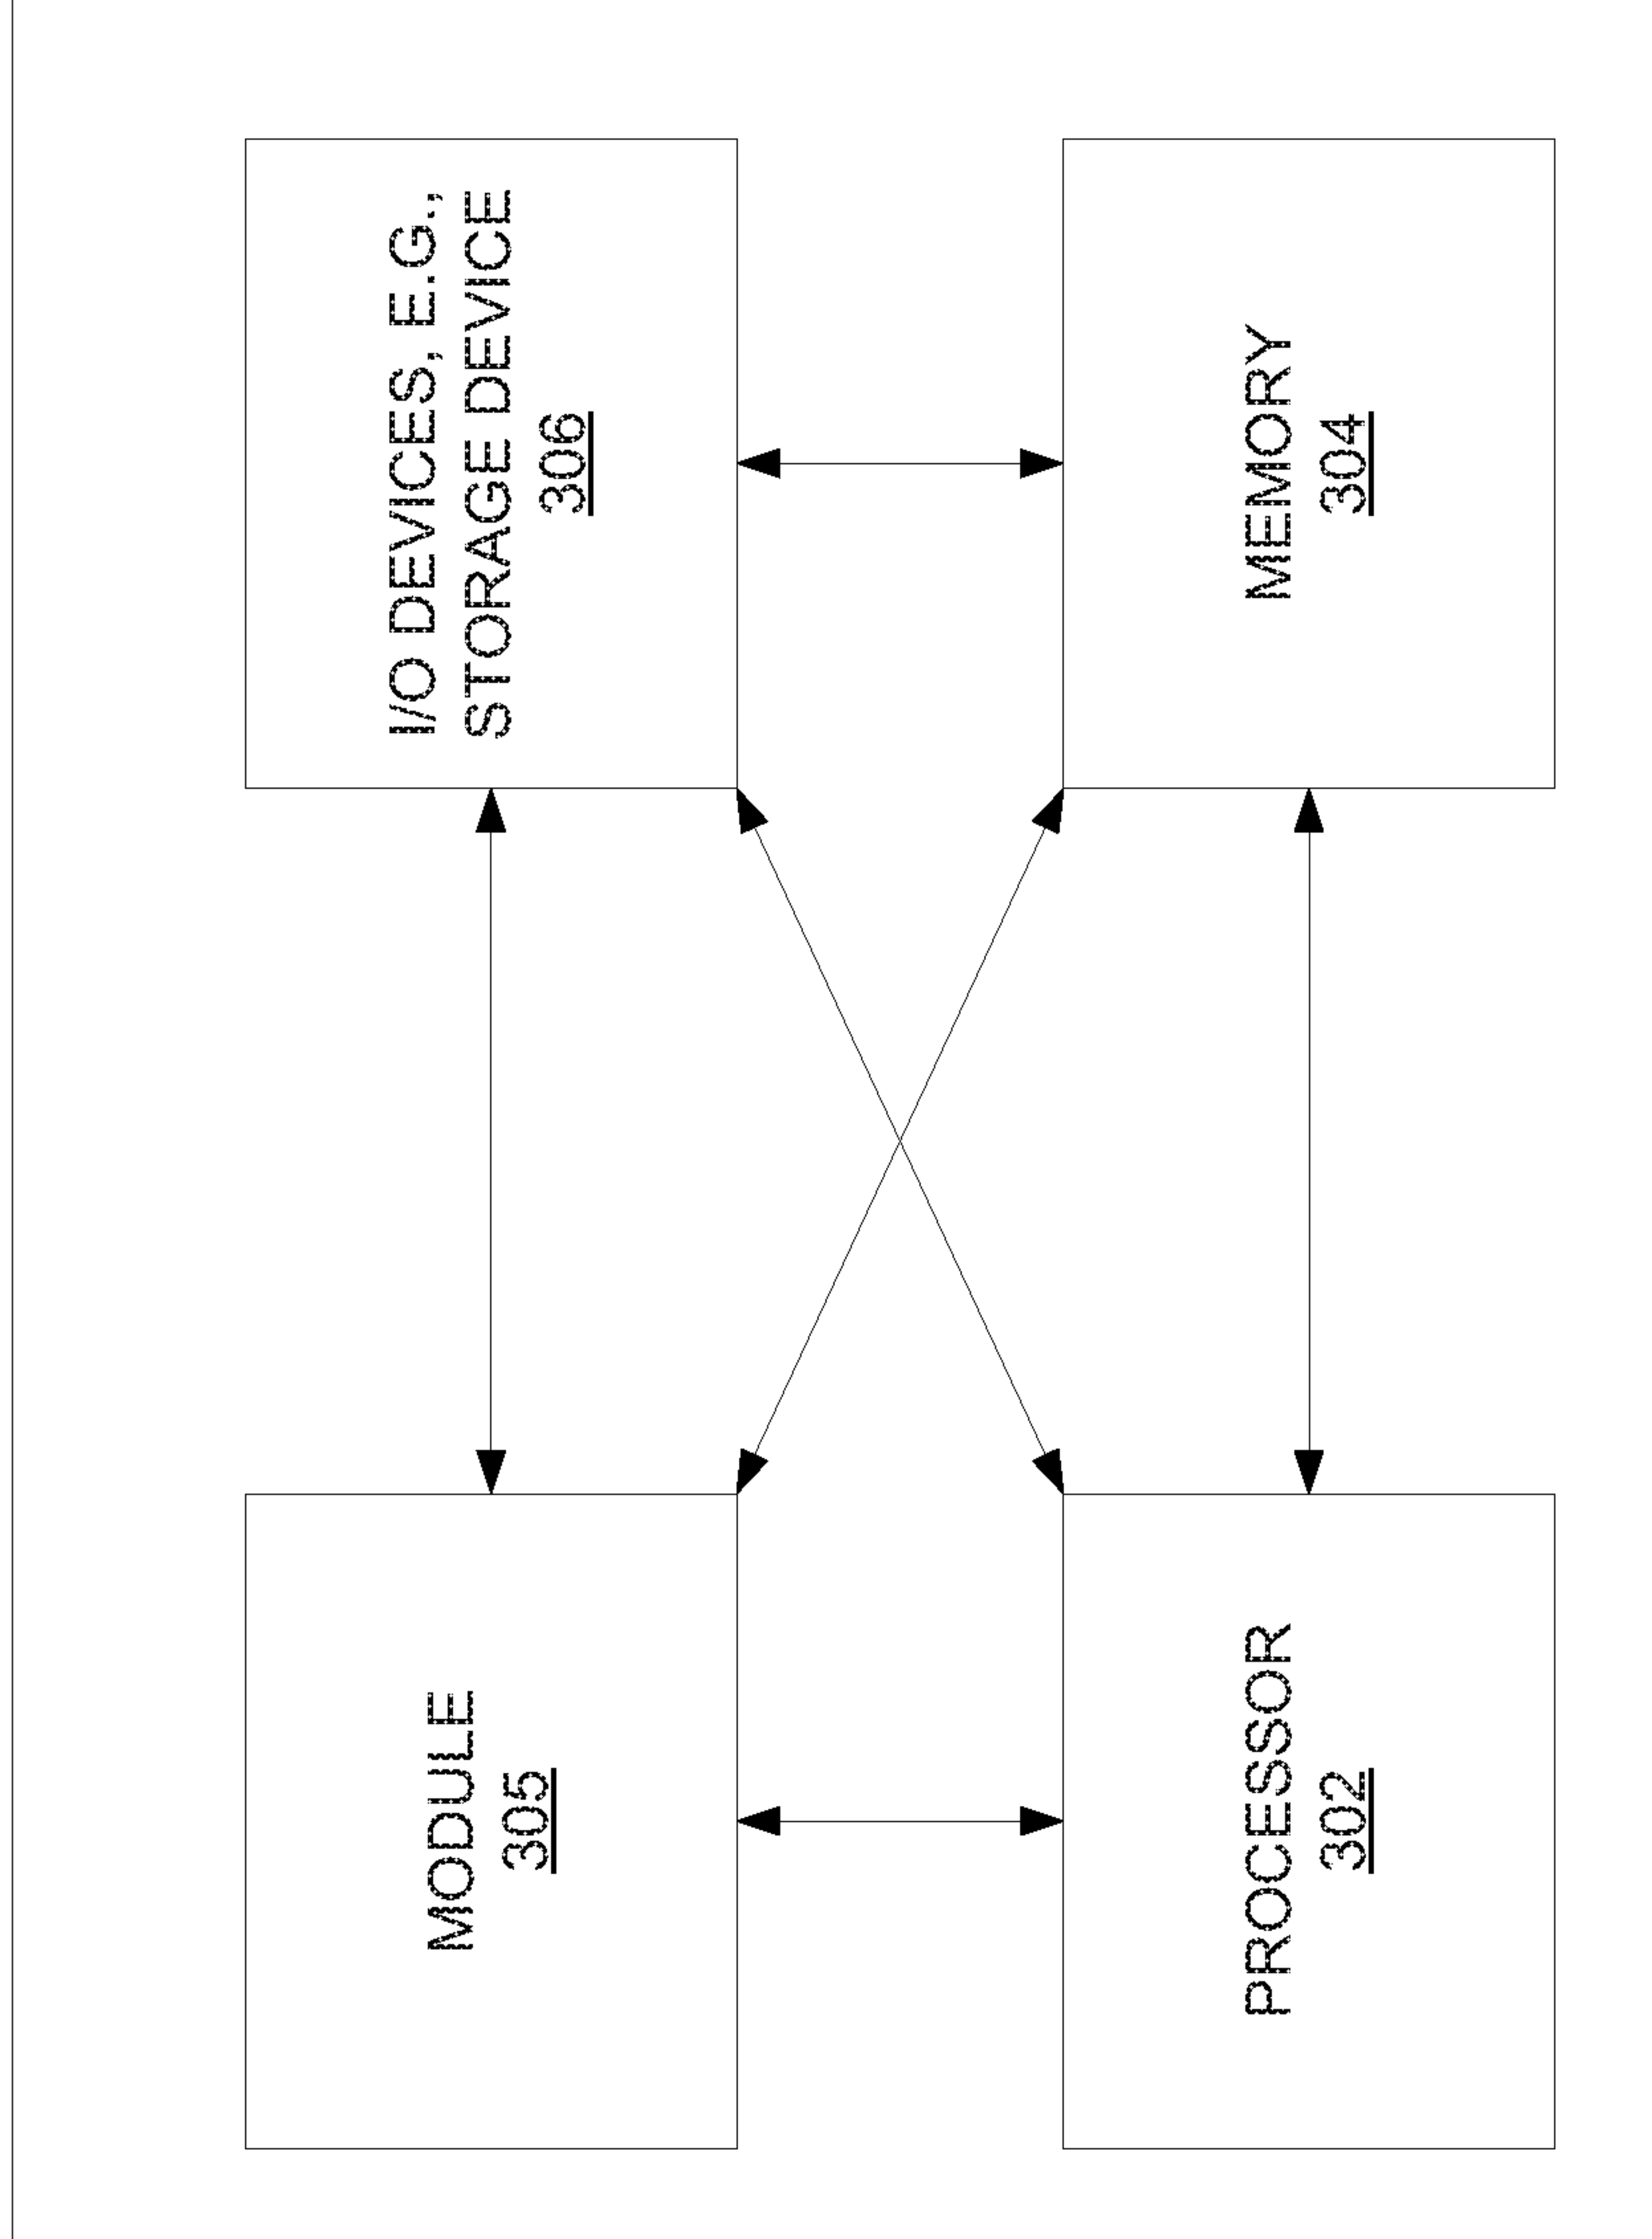 MODULE
305
I/O DEVICES, E.G.,
STORAGE DEVICE
306
PROCESSOR
302
MEMORY
304